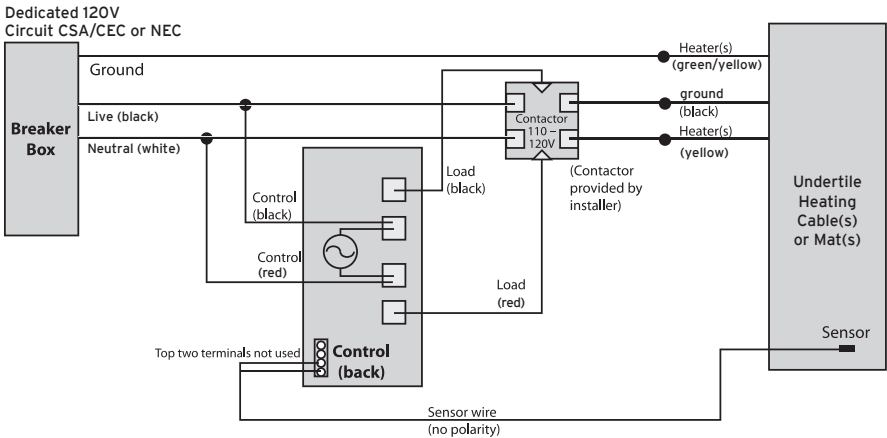 Dedicated 120V
Circuit CSA/CEC or NEC
Breaker
Box
Ground
Live (black)
Neutral (white)
Heater(s)
(green/yellow)
ground
(black)
Heater(s)
(yellow)
Contactor
110 –
120V
(Contactor
provided by
installer)
Load
(black)
Control
(black)
Control
(red)
Load
(red)
Undertile
Heating
Cable(s)
or Mat(s)
Sensor
Top two terminals not used
Control
(back)
Sensor wire
(no polarity)